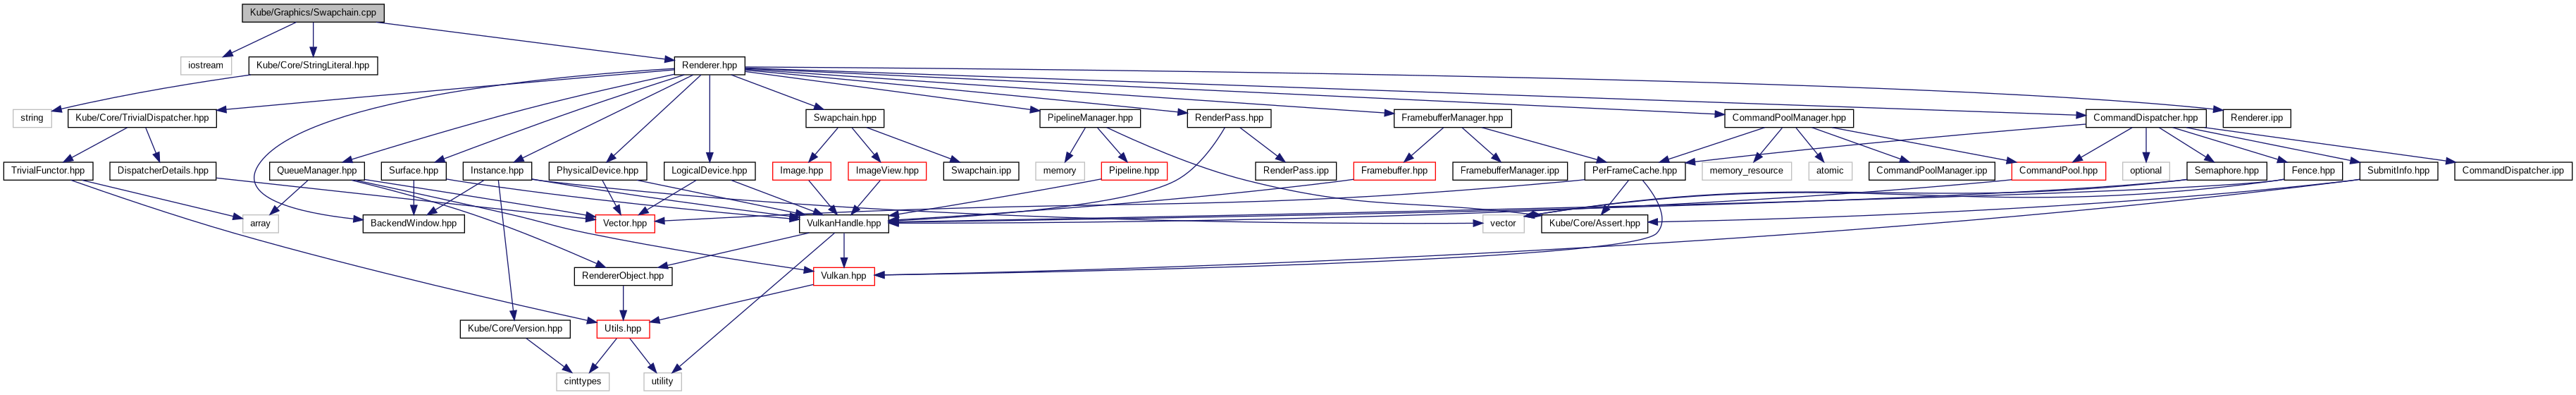 Kube/Graphics/Swapchain.cpp
iostream
Kube/Core/StringLiteral.hpp
Renderer.hpp
string
Kube/Core/TrivialDispatcher.hpp
Swapchain.hpp
PipelineManager.hpp
RenderPass.hpp
FramebufferManager.hpp
CommandPoolManager.hpp
CommandDispatcher.hpp
Renderer.ipp
TrivialFunctor.hpp
DispatcherDetails.hpp
QueueManager.hpp
Surface.hpp
Instance.hpp
PhysicalDevice.hpp
LogicalDevice.hpp
Image.hpp
ImageView.hpp
Swapchain.ipp
memory
Pipeline.hpp
RenderPass.ipp
Framebuffer.hpp
FramebufferManager.ipp
PerFrameCache.hpp
memory_resource
atomic
CommandPoolManager.ipp
CommandPool.hpp
optional
Semaphore.hpp
Fence.hpp
SubmitInfo.hpp
CommandDispatcher.ipp
array
BackendWindow.hpp
Vector.hpp
VulkanHandle.hpp
vector
Kube/Core/Assert.hpp
RendererObject.hpp
Vulkan.hpp
Kube/Core/Version.hpp
Utils.hpp
cinttypes
utility